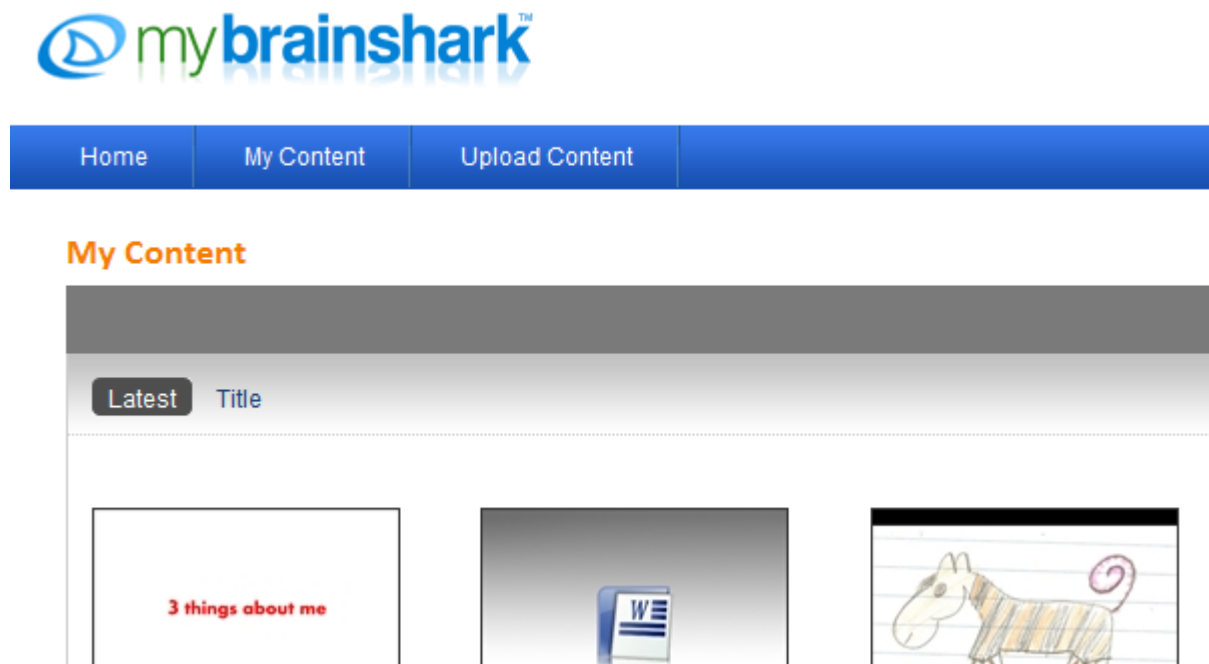 mybrainshark™
Home My Content Upload Content
My Content
Latest Title
3 things about me
W